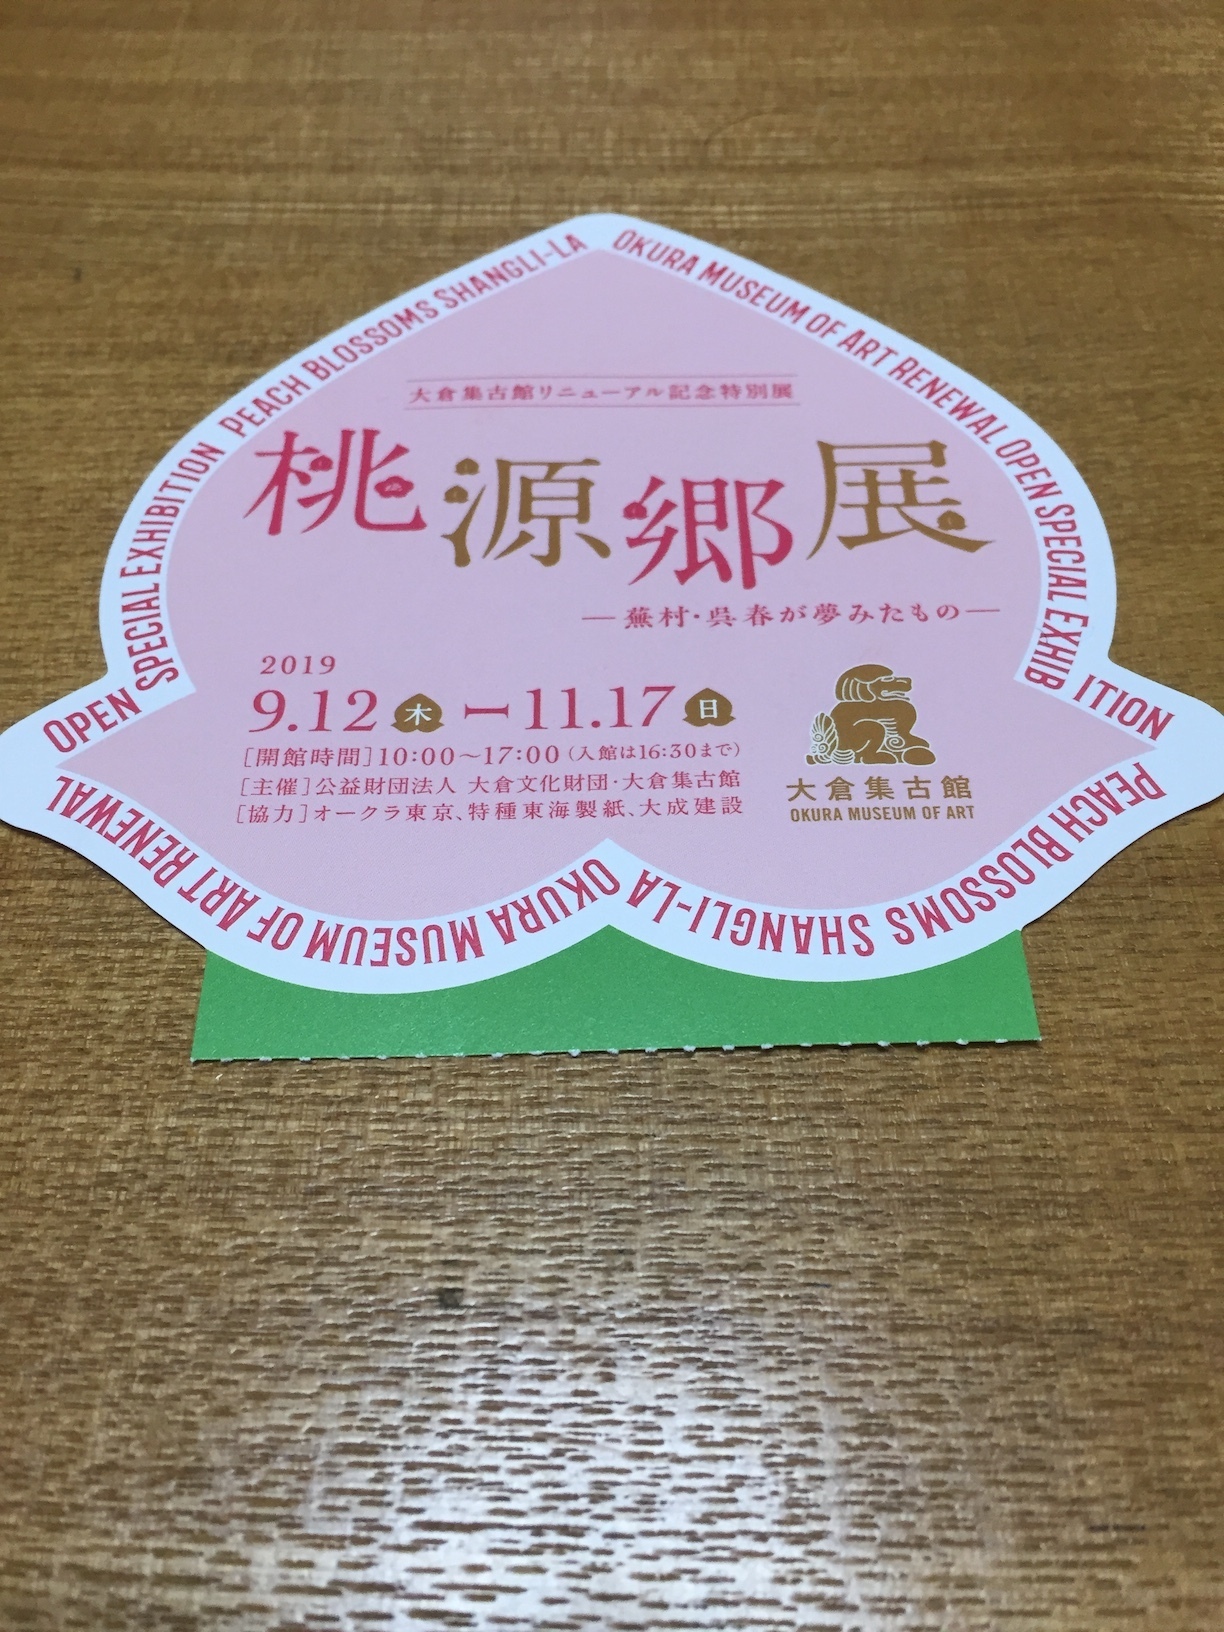 OKURA MUSEUM OF ART RENEWAL OPEN SPECIAL EXHIBITION
PEACH BLOSSOMS SHANGLI-LA
OKURA MUSEUM OF ART RENEWAL
OPEN SPECIAL EXHIBITION PEACH BLOSSOMS SHANGLI-LA
大倉集古館リニューアル記念特別展
桃源郷展
—蕪村・呉春が夢みたもの—
2019
9.12 木 — 11.17 日
[開館時間]10:00~17:00(入館は16:30まで)
[主催]公益財団法人 大倉文化財団・大倉集古館
[協力]オークラ東京、特種東海製紙、大成建設
大倉集古館
OKURA MUSEUM OF ART